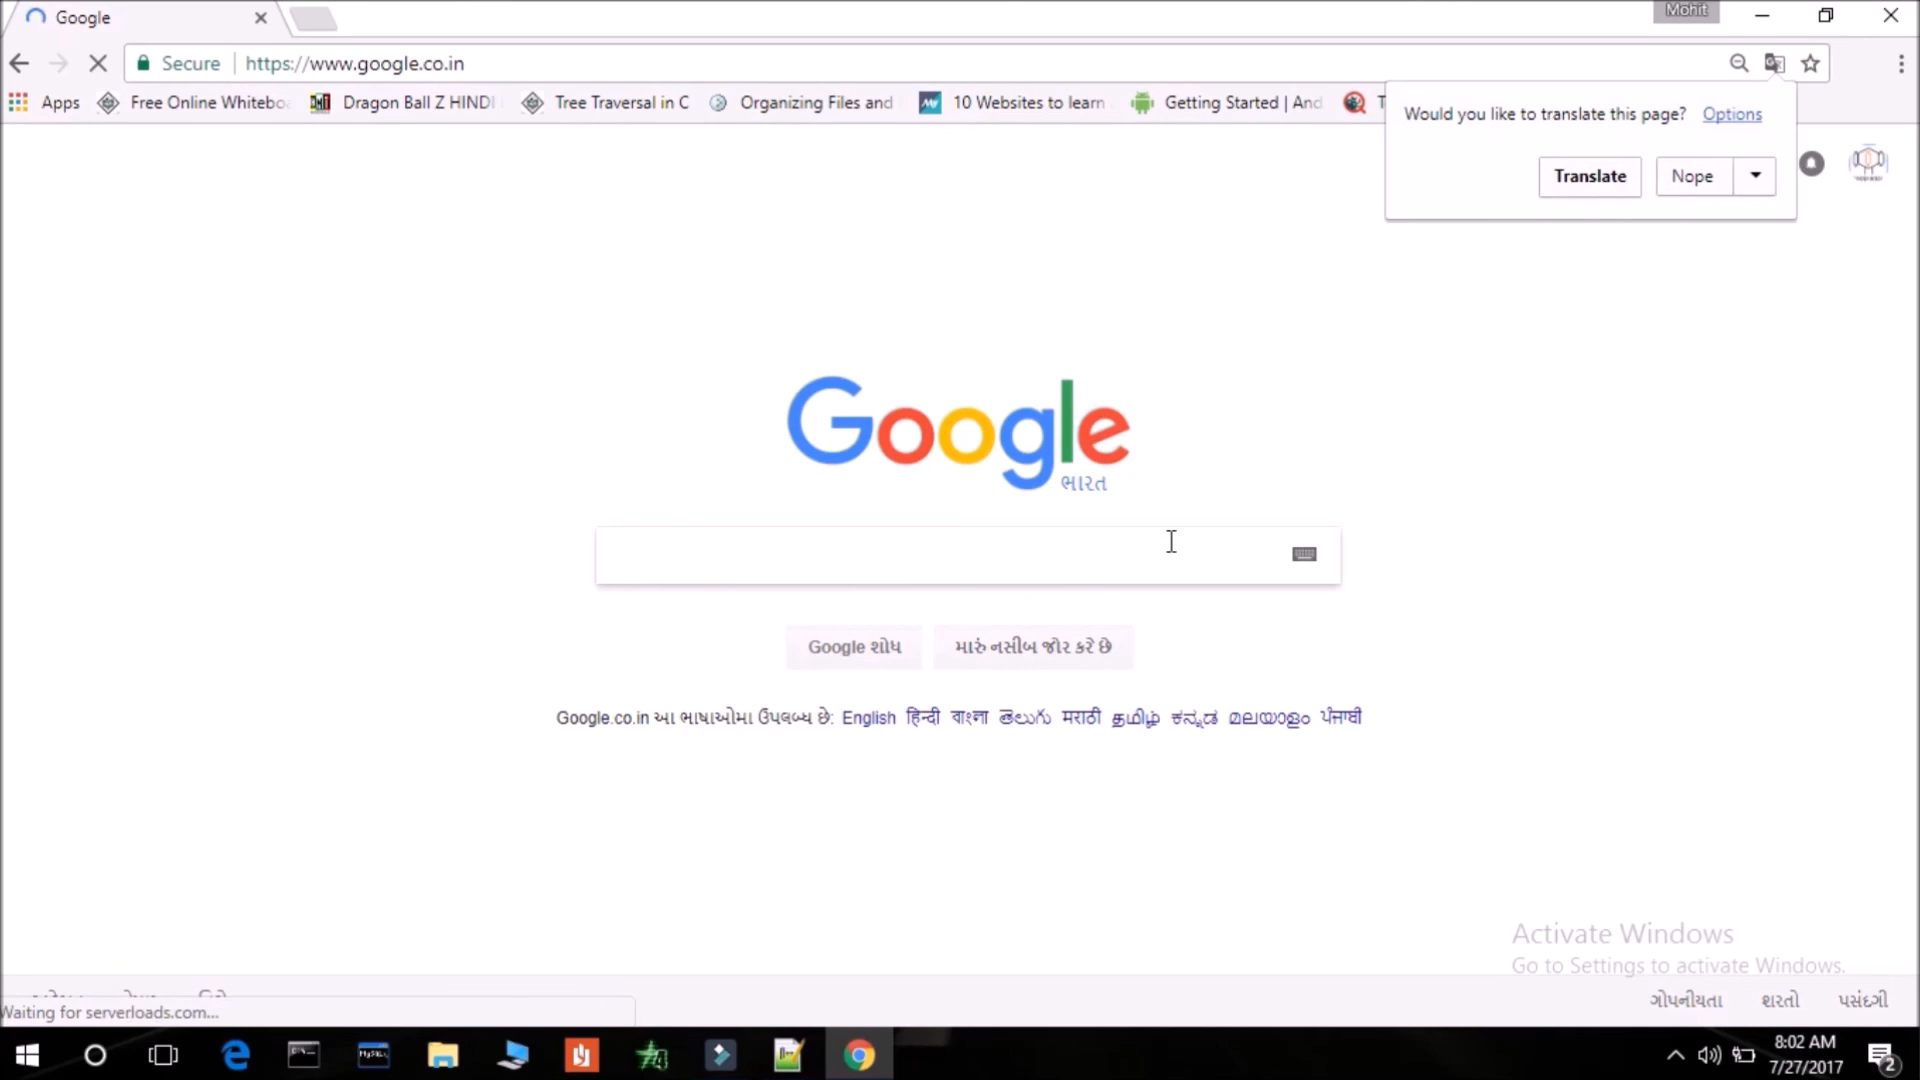 Google
Mohit
Secure https://www.google.co.in
Apps Free Online Whitebo Dragon Ball Z HINDI Tree Traversal in C Organizing Files and 10 Websites to learn Getting Started | And
Would you like to translate this page? Options
Translate Nope
Google
ભારત
Google શોધ મારું નસીબ જોર કરે છે
Google.co.in આ ભાષાઓમા ઉપલબ્ધ છે: English हिन्दी বাংলা తెలుగు मराठी தமிழ் ಕನ್ನಡ മലയാളം ਪੰਜਾਬੀ
Activate Windows
Go to Settings to activate Windows.
ગોપનીયતા શરતો પસંદગી
Waiting for serverloads.com...
8:02 AM
7/27/2017
2